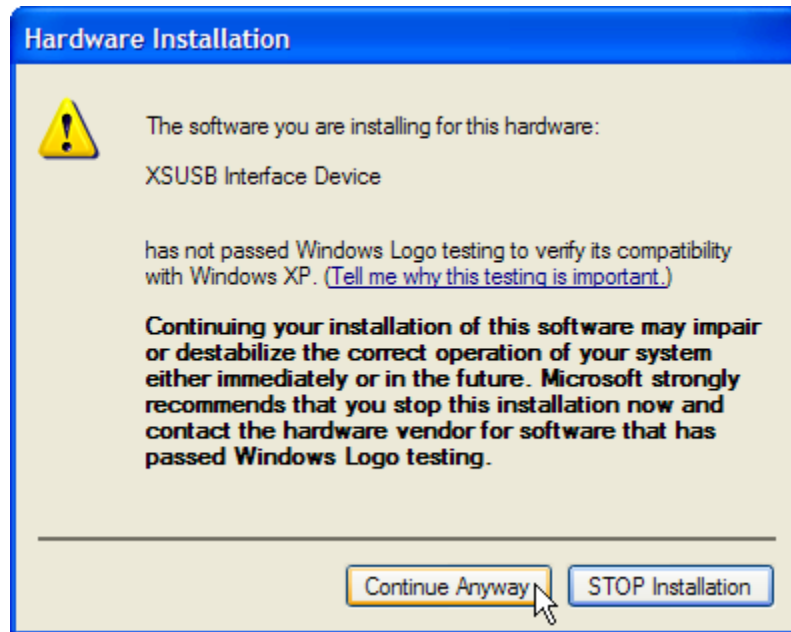 Hardware Installation
The software you are installing for this hardware:
XSUSB Interface Device
has not passed Windows Logo testing to verify its compatibility
with Windows XP. (Tell me why this testing is important.)
Continuing your installation of this software may impair
or destabilize the correct operation of your system
either immediately or in the future. Microsoft strongly
recommends that you stop this installation now and
contact the hardware vendor for software that has
passed Windows Logo testing.
Continue Anyway STOP Installation